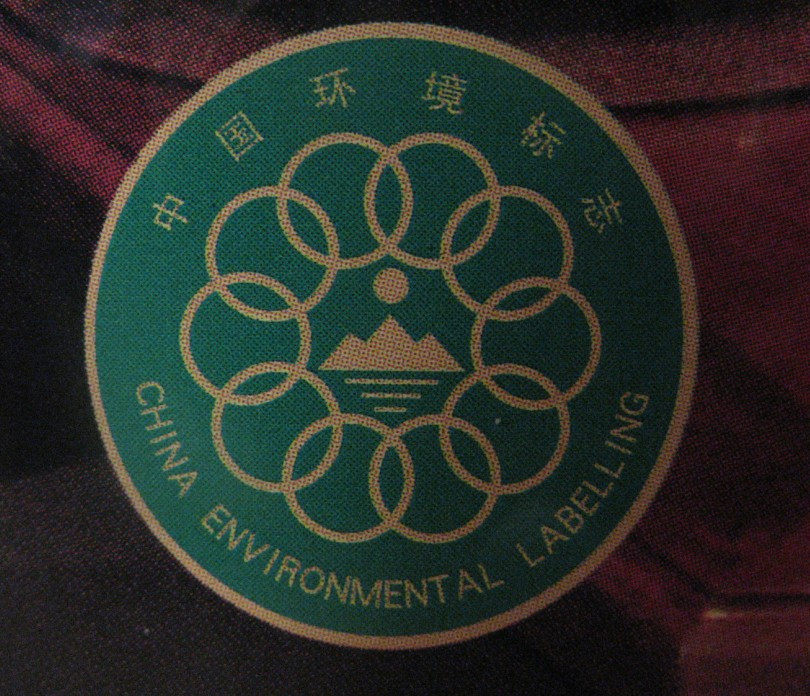 中国环境标志
CHINA ENVIRONMENTAL LABELLING